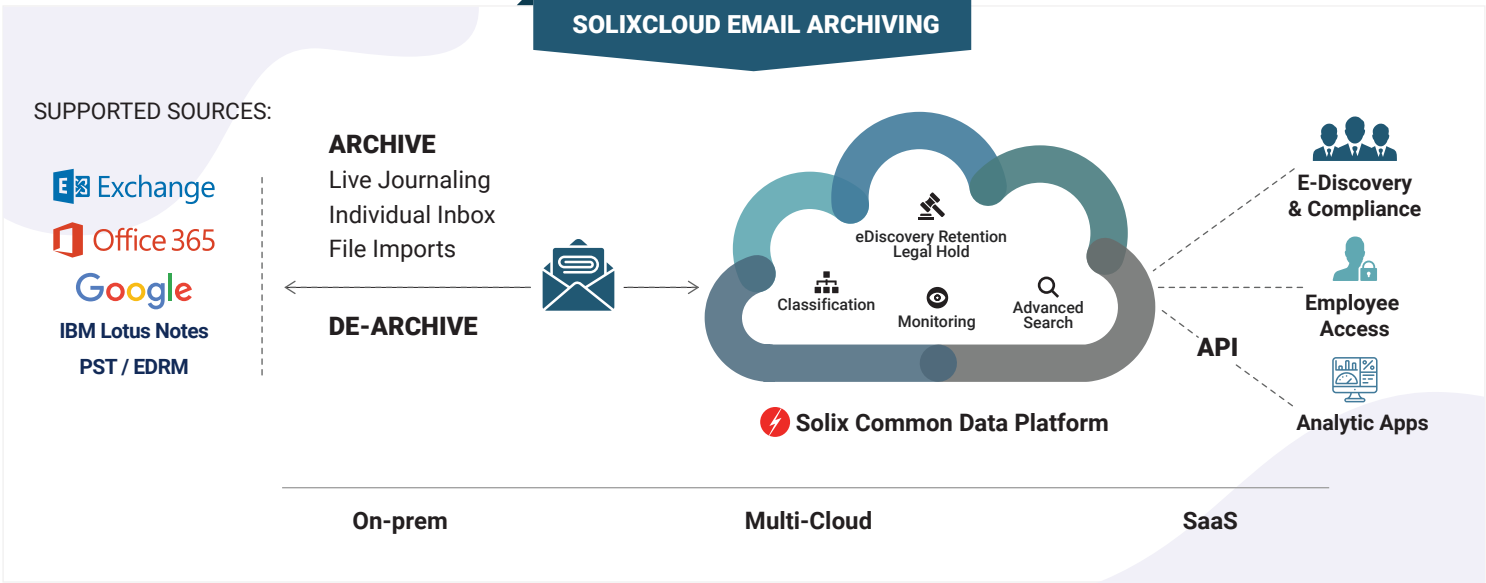 SOLIXCLOUD EMAIL ARCHIVING
SUPPORTED SOURCES:
E
Exchange
Office 365
Google
IBM Lotus Notes
PST / EDRM
ARCHIVE
Live Journaling
Individual Inbox
File Imports
DE-ARCHIVE
eDiscovery Retention
Legal Hold
Classification
Monitoring
Advanced
Search
Solix Common Data Platform
API
E-Discovery
& Compliance
Employee
Access
%
Analytic Apps
On-prem
Multi-Cloud
SaaS